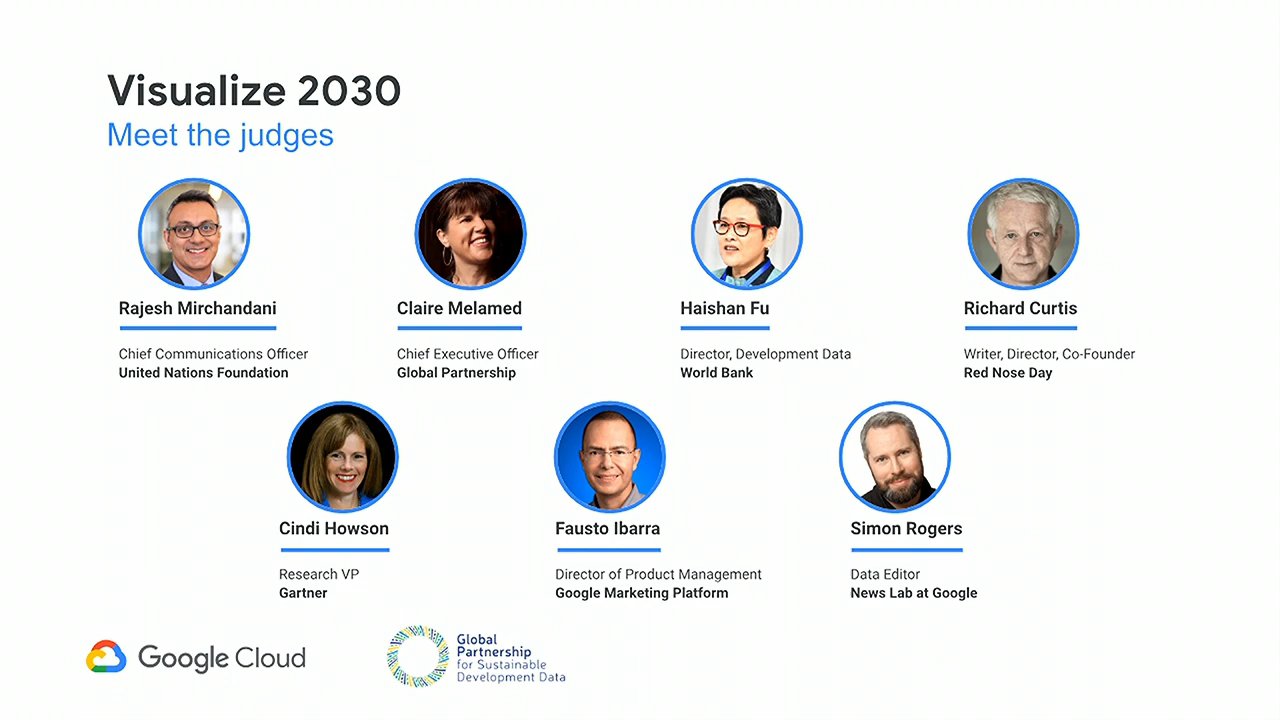 Visualize 2030
Meet the judges
Rajesh Mirchandani
Chief Communications Officer
United Nations Foundation
Claire Melamed
Chief Executive Officer
Global Partnership
Haishan Fu
Director, Development Data
World Bank
Richard Curtis
Writer, Director, Co-Founder
Red Nose Day
Cindi Howson
Research VP
Gartner
Fausto Ibarra
Director of Product Management
Google Marketing Platform
Simon Rogers
Data Editor
News Lab at Google
Google Cloud
Global
Partnership
for Sustainable
Development Data